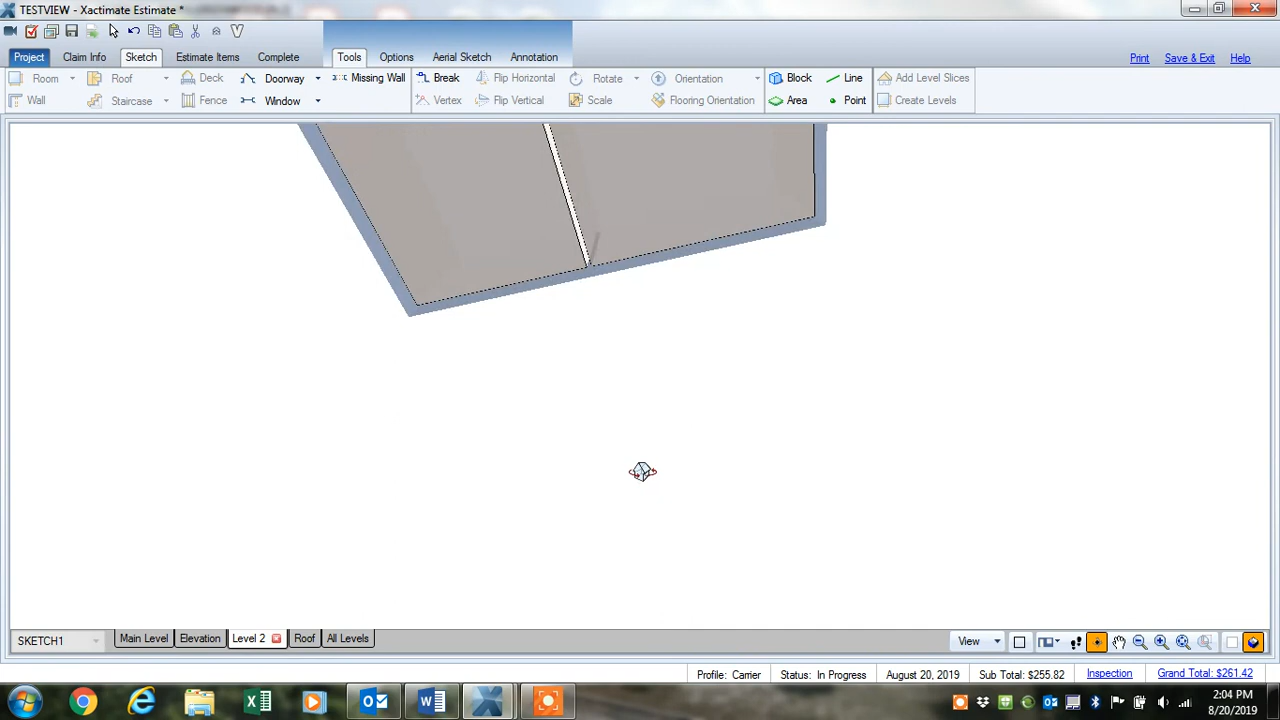 TESTVIEW - Xactimate Estimate *
Project Claim Info Sketch Estimate Items Complete Tools Options Aerial Sketch Annotation Print Save & Exit Help
Room Roof Deck Doorway Missing Wall Break Flip Horizontal Rotate Orientation Block Line Add Level Slices
Wall Staircase Fence Window Vertex Flip Vertical Scale Flooring Orientation Area Point Create Levels
SKETCH1 Main Level Elevation Level 2 Roof All Levels View
Profile: Carrier Status: In Progress August 20, 2019 Sub Total: $255.82 Inspection Grand Total: $261.42
2:04 PM
8/20/2019